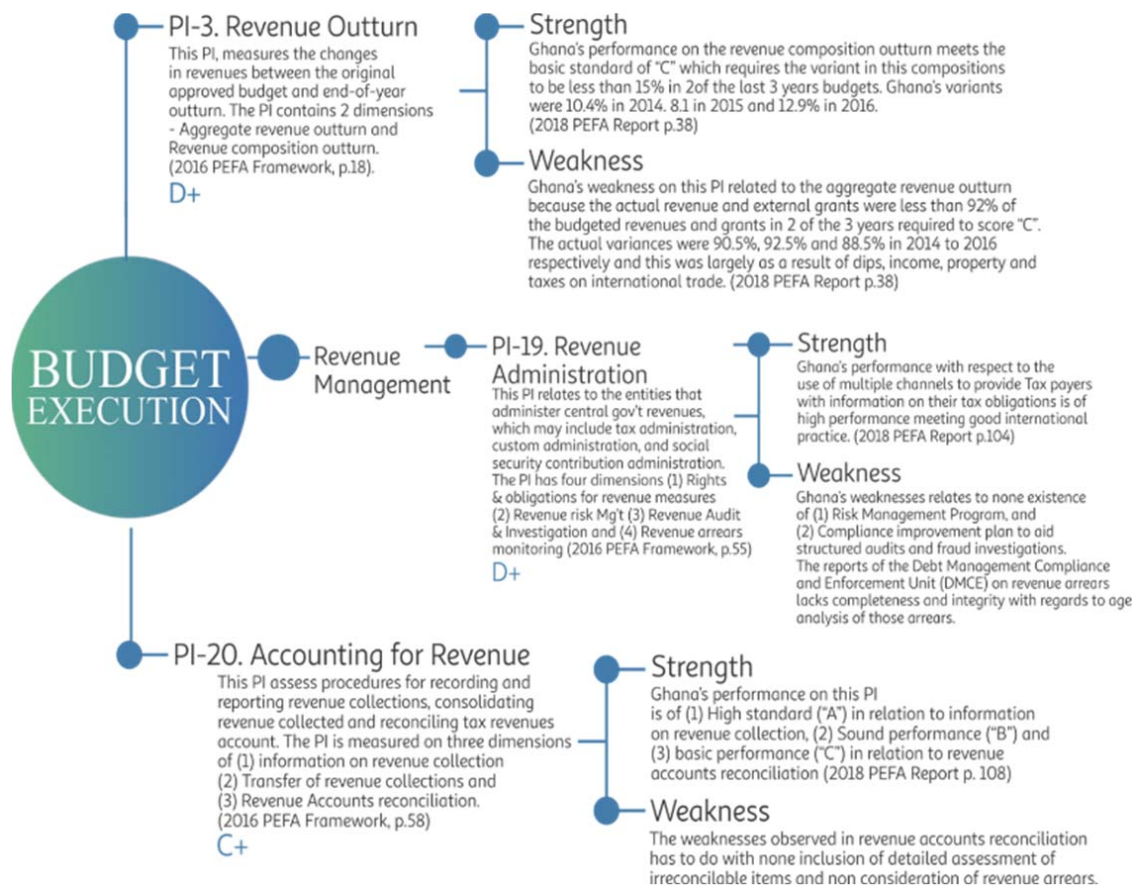 PI-3. Revenue Outturn
This PI, measures the changes
in revenues between the original
approved budget and end-of-year
outturn. The PI contains 2 dimensions
- Aggregate revenue outturn and
Revenue composition outturn.
(2016 PEFA Framework, p.18).
D+
Strength
Ghana's performance on the revenue composition outturn meets the
basic standard of "C" which requires the variant in this compositions
to be less than 15% in 2of the last 3 years budgets. Ghana's variants
were 10.4% in 2014. 8.1 in 2015 and 12.9% in 2016.
(2018 PEFA Report p.38)
Weakness
Ghana's weakness on this PI related to the aggregate revenue outturn
because the actual revenue and external grants were less than 92% of
the budgeted revenues and grants in 2 of the 3 years required to score "C".
The actual variances were 90.5%, 92.5% and 88.5% in 2014 to 2016
respectively and this was largely as a result of dips, income, property and
taxes on international trade. (2018 PEFA Report p.38)
BUDGET
EXECUTION
Revenue
Management
PI-19. Revenue
Administration
This PI relates to the entities that
administer central gov't revenues,
which may include tax administration,
custom administration, and social
security contribution administration.
The PI has four dimensions (1) Rights
& obligations for revenue measures
(2) Revenue risk Mg't (3) Revenue Audit
& Investigation and (4) Revenue arrears
monitoring (2016 PEFA Framework, p.55)
D+
Strength
Ghana's performance with respect to the
use of multiple channels to provide Tax payers
with information on their tax obligations is of
high performance meeting good international
practice. (2018 PEFA Report p.104)
Weakness
Ghana's weaknesses relates to none existence
of (1) Risk Management Program, and
(2) Compliance improvement plan to aid
structured audits and fraud investigations.
The reports of the Debt Management Compliance
and Enforcement Unit (DMCE) on revenue arrears
lacks completeness and integrity with regards to age
analysis of those arrears.
PI-20. Accounting for Revenue
This PI assess procedures for recording and
reporting revenue collections, consolidating
revenue collected and reconciling tax revenues
account. The PI is measured on three dimensions
of (1) information on revenue collection
(2) Transfer of revenue collections and
(3) Revenue Accounts reconciliation.
(2016 PEFA Framework, p.58)
C+
Strength
Ghana's performance on this PI
is of (1) High standard ("A") in relation to information
on revenue collection, (2) Sound performance ("B") and
(3) basic performance ("C") in relation to revenue
accounts reconciliation (2018 PEFA Report p. 108)
Weakness
The weaknesses observed in revenue accounts reconciliation
has to do with none inclusion of detailed assessment of
irreconcilable items and non consideration of revenue arrears.